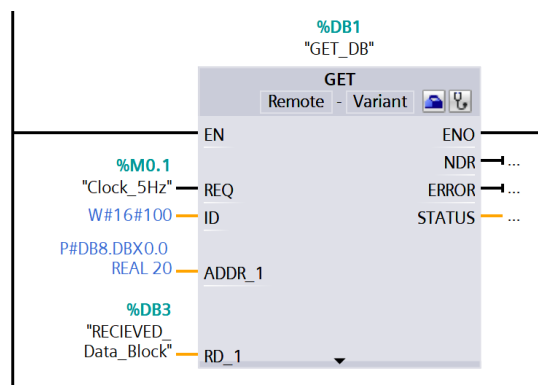 %DB1
"GET_DB"
GET
Remote - Variant
EN
ENO
NDR
...
%M0.1
"Clock_5Hz"
REQ
ERROR
...
W#16#100
ID
STATUS
...
P#DB8.DBX0.0
REAL 20
ADDR_1
%DB3
"RECIEVED_
Data_Block"
RD_1